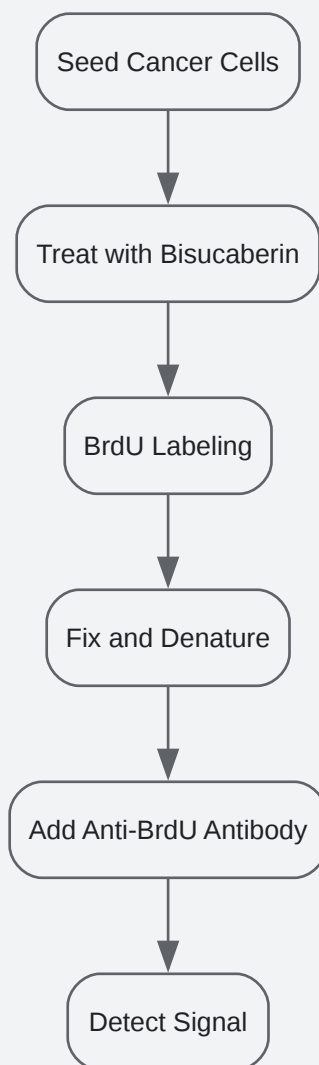 Seed Cancer Cells
Treat with Bisucaberin
BrdU Labeling
Fix and Denature
Add Anti-BrdU Antibody
Detect Signal